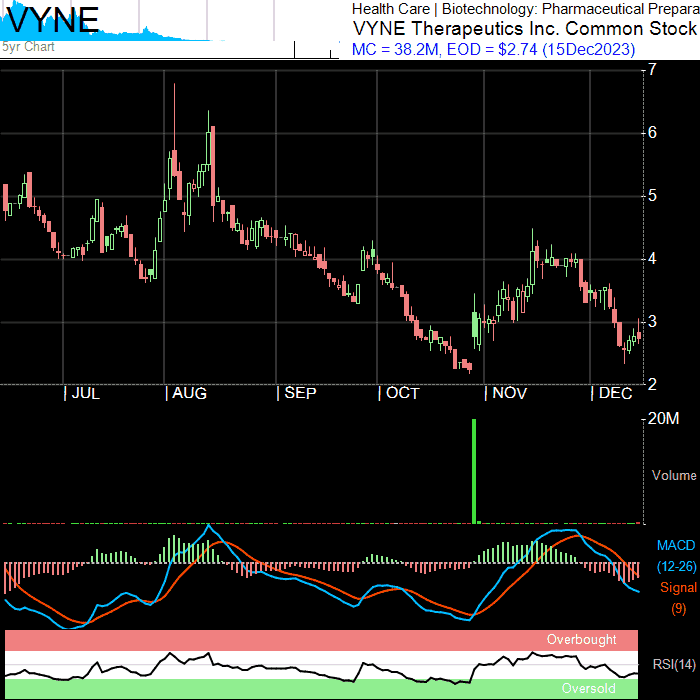 VYNE
5yr Chart
Health Care | Biotechnology: Pharmaceutical Prepara
VYNE Therapeutics Inc. Common Stock
MC = 38.2M, EOD = $2.74 (15Dec2023)
7
6
5
4
3
2
| JUL | AUG | SEP | OCT | NOV | DEC
20M
Volume
MACD
(12-26)
Signal
(9)
Overbought
RSI(14)
Oversold